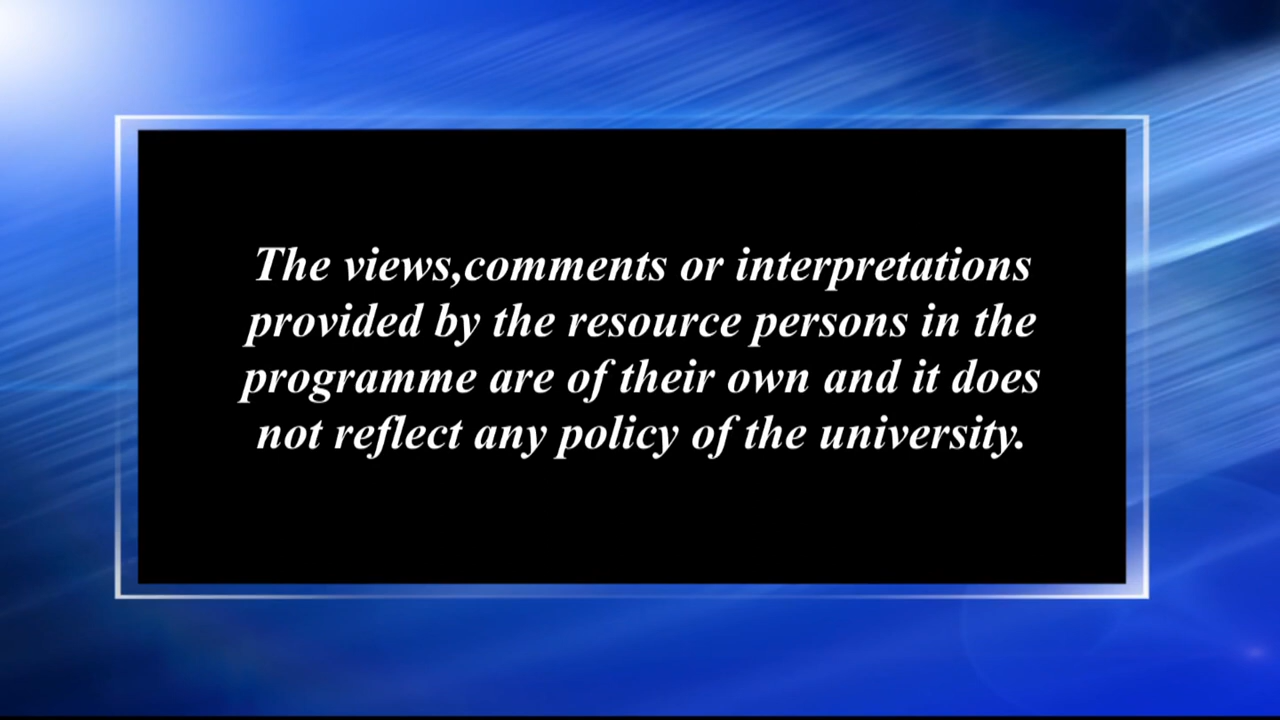 The views,comments or interpretations
provided by the resource persons in the
programme are of their own and it does
not reflect any policy of the university.